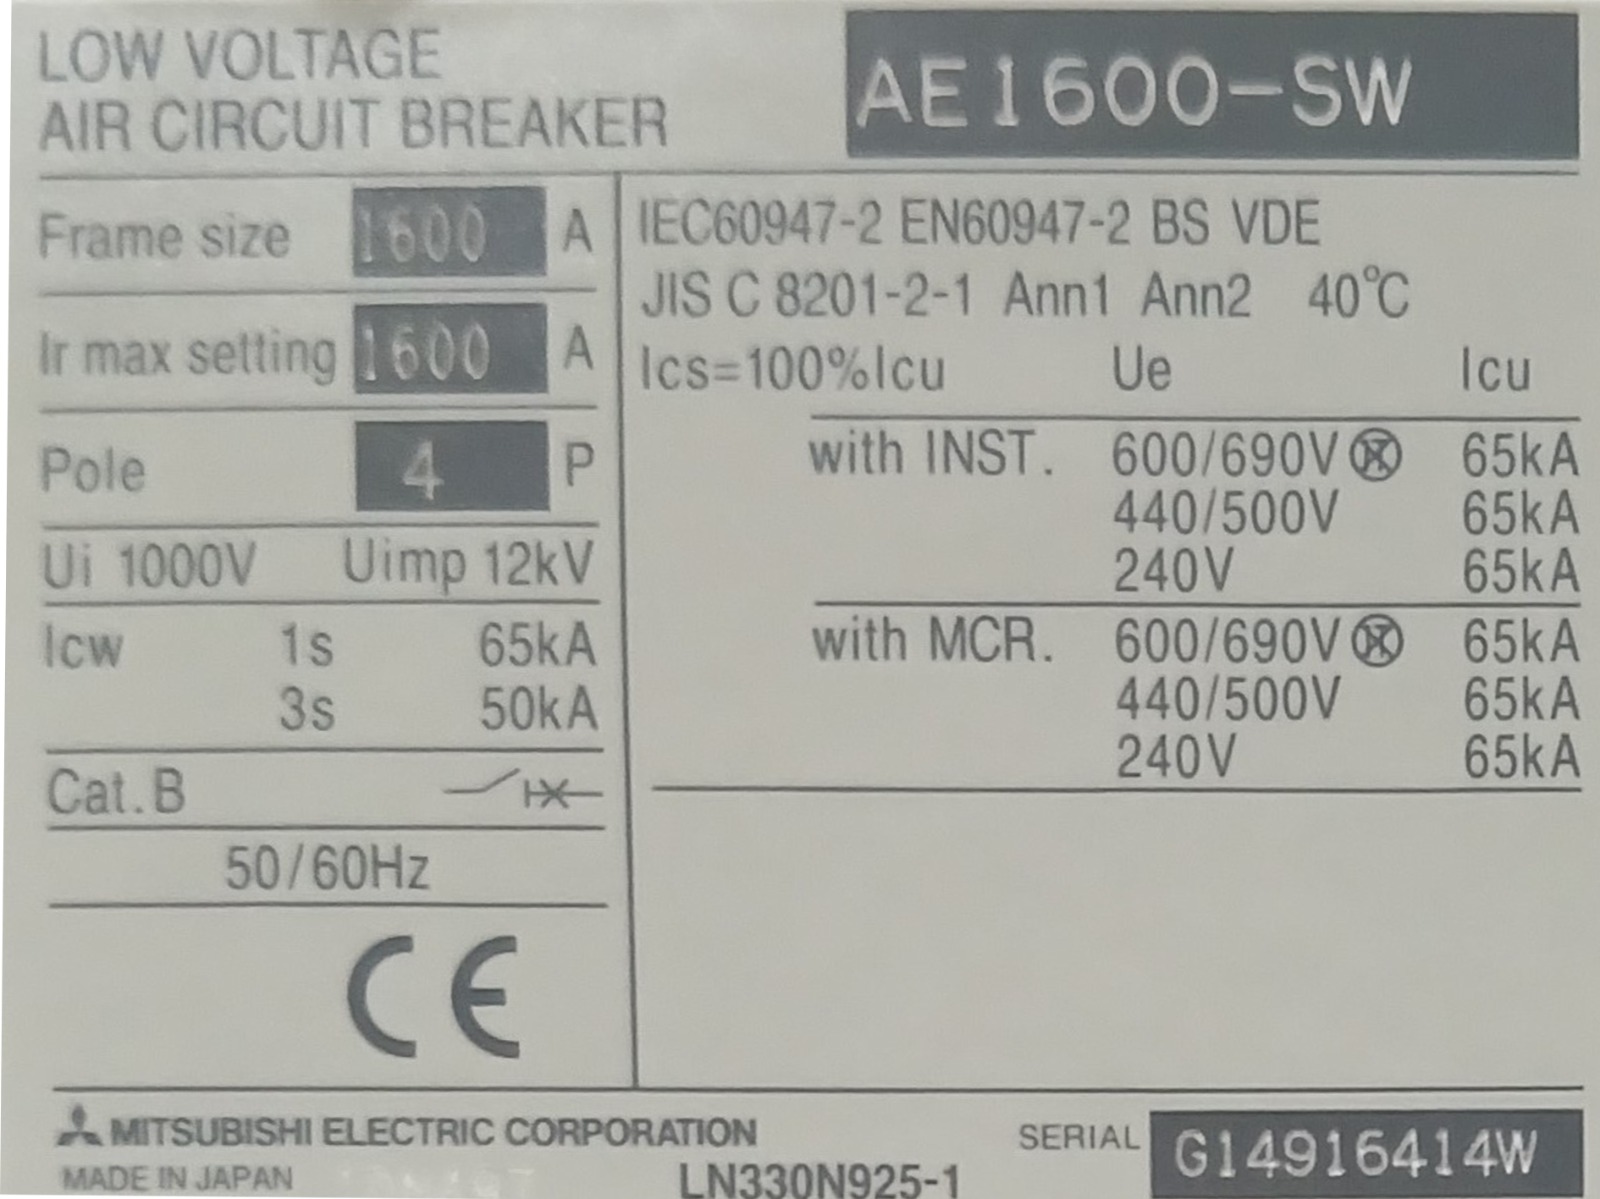 LOW VOLTAGE
AIR CIRCUIT BREAKER
AE1600-SW
Frame size 1600 A
Ir max setting 1600 A
Pole 4 P
Ui 1000V Uimp 12kV
Icw 1s 65kA
3s 50kA
Cat. B
50/60Hz
CE
IEC60947-2 EN60947-2 BS VDE
JIS C 8201-2-1 Ann1 Ann2 40℃
Ics=100%Icu Ue Icu
with INST. 600/690V 65kA
440/500V 65kA
240V 65kA
with MCR. 600/690V 65kA
440/500V 65kA
240V 65kA
MITSUBISHI ELECTRIC CORPORATION
MADE IN JAPAN
LN330N925-1
SERIAL G14916414W